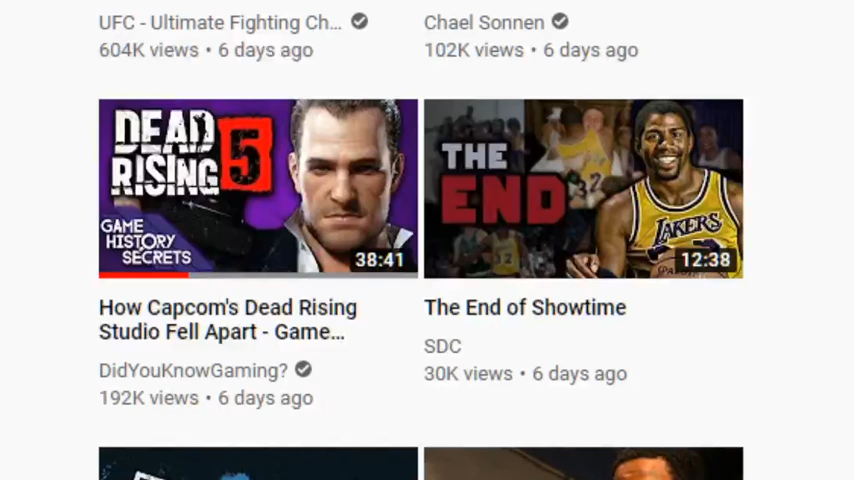 UFC - Ultimate Fighting Ch...
604K views • 6 days ago
Chael Sonnen
102K views • 6 days ago
DEAD
RISING 5
GAME
HISTORY
SECRETS
38:41
How Capcom's Dead Rising
Studio Fell Apart - Game...
DidYouKnowGaming?
192K views • 6 days ago
THE
END
32
32
LAKERS
12:38
The End of Showtime
SDC
30K views • 6 days ago